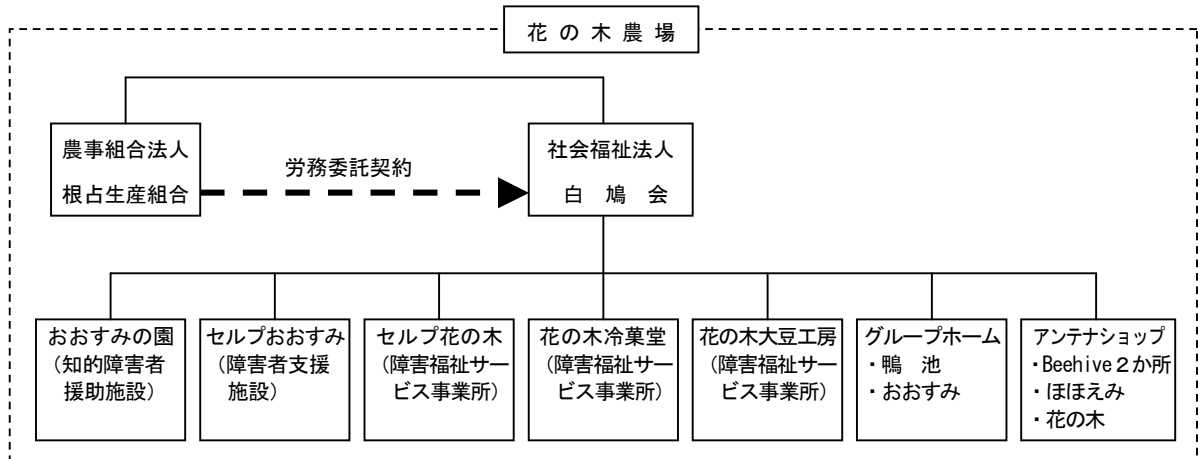 花の木農場
農事組合法人
根占生産組合
労務委託契約
社会福祉法人
白鳩会
おおすみの園
（知的障害者
援助施設）
セルプおおすみ
（障害者支援
施設）
セルプ花の木
（障害福祉サー
ビス事業所）
花の木冷菓堂
（障害福祉サー
ビス事業所）
花の木大豆工房
（障害福祉サー
ビス事業所）
グループホーム
・鴨　池
・おおすみ
アンテナショップ
・Beehive２か所
・ほほえみ
・花の木